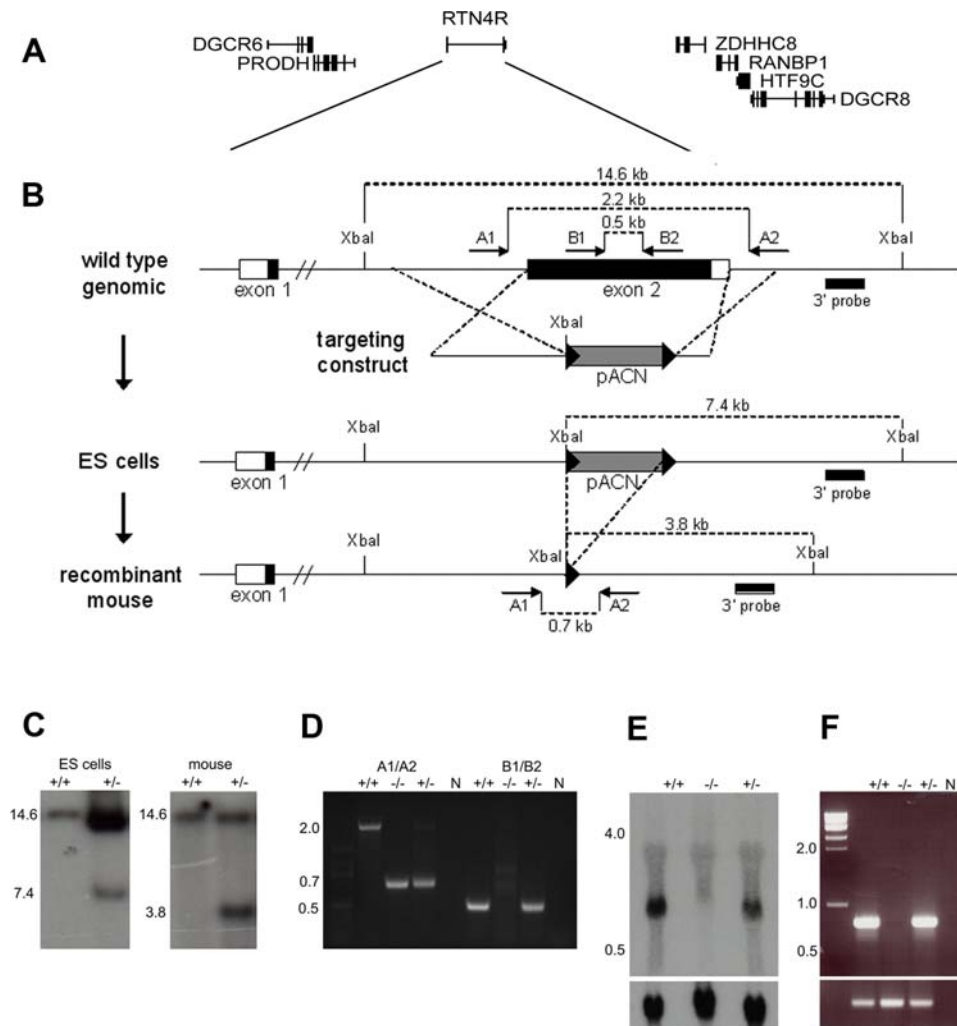 A
DGCR6
PRODH
RTN4R
ZDHHC8
RANBP1
HTF9C
DGCR8
B
14.6 kb
2.2 kb
0.5 kb
XbaI
A1
B1
B2
A2
XbaI
wild type
genomic
exon 1
//
exon 2
3' probe
targeting
construct
XbaI
pACN
7.4 kb
ES cells
XbaI
XbaI
XbaI
exon 1
//
pACN
3' probe
3.8 kb
recombinant
mouse
XbaI
XbaI
XbaI
exon 1
//
A1
A2
3' probe
0.7 kb
C
ES cells
+/+
+/-
14.6
7.4
mouse
+/+
+/-
14.6
3.8
D
A1/A2
B1/B2
+/+ -/- +/- N +/+ -/- +/- N
2.0
0.7
0.5
E
+/+ -/- +/-
4.0
0.5
F
+/+ -/- +/- N
2.0
1.0
0.5